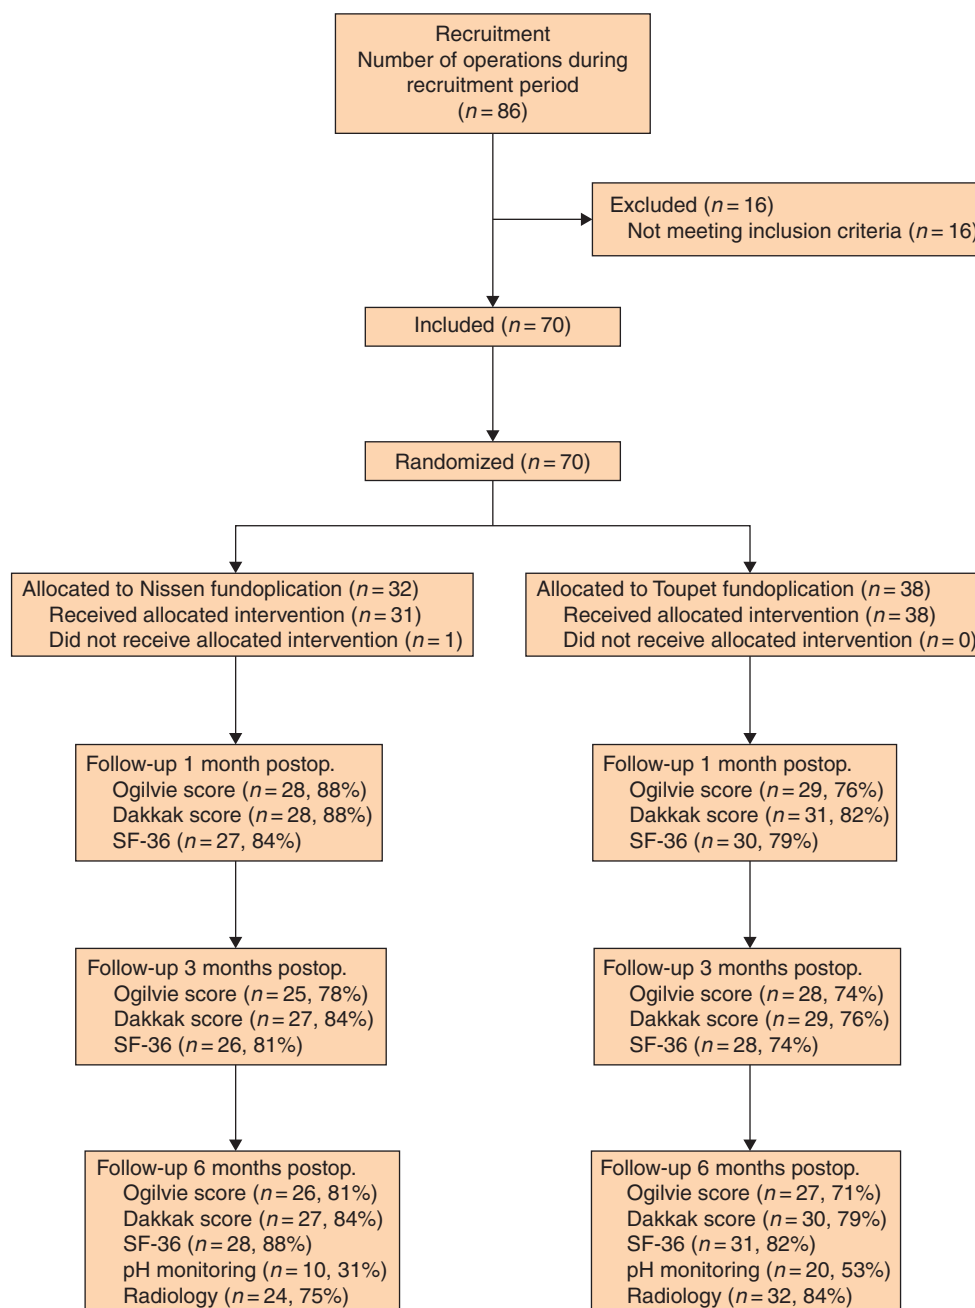 Recruitment
Number of operations during
recruitment period
(n = 86)
Excluded (n = 16)
Not meeting inclusion criteria (n = 16)
Included (n = 70)
Randomized (n = 70)
Allocated to Nissen fundoplication (n = 32)
Received allocated intervention (n = 31)
Did not receive allocated intervention (n = 1)
Allocated to Toupet fundoplication (n = 38)
Received allocated intervention (n = 38)
Did not receive allocated intervention (n = 0)
Follow-up 1 month postop.
Ogilvie score (n = 28, 88%)
Dakkak score (n = 28, 88%)
SF-36 (n = 27, 84%)
Follow-up 1 month postop.
Ogilvie score (n = 29, 76%)
Dakkak score (n = 31, 82%)
SF-36 (n = 30, 79%)
Follow-up 3 months postop.
Ogilvie score (n = 25, 78%)
Dakkak score (n = 27, 84%)
SF-36 (n = 26, 81%)
Follow-up 3 months postop.
Ogilvie score (n = 28, 74%)
Dakkak score (n = 29, 76%)
SF-36 (n = 28, 74%)
Follow-up 6 months postop.
Ogilvie score (n = 26, 81%)
Dakkak score (n = 27, 84%)
SF-36 (n = 28, 88%)
pH monitoring (n = 10, 31%)
Radiology (n = 24, 75%)
Follow-up 6 months postop.
Ogilvie score (n = 27, 71%)
Dakkak score (n = 30, 79%)
SF-36 (n = 31, 82%)
pH monitoring (n = 20, 53%)
Radiology (n = 32, 84%)